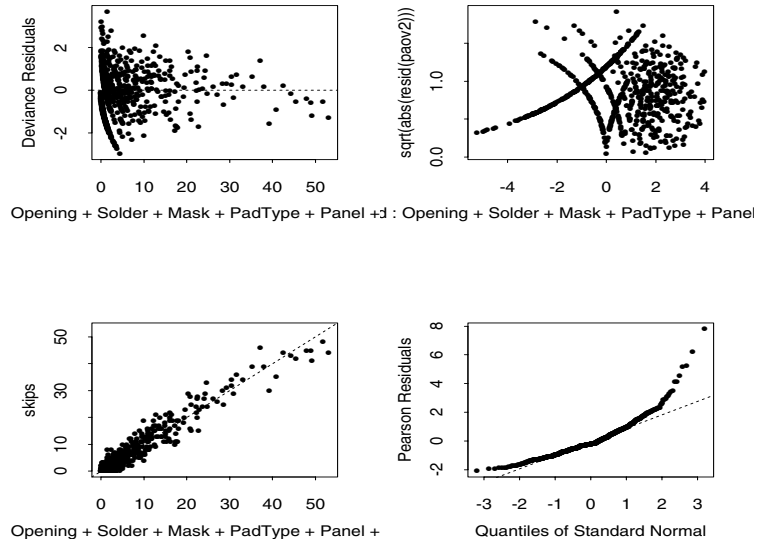 Deviance Residuals
2
0
-2
0 10 20 30 40 50
Opening + Solder + Mask + PadType + Panel +
sqrt(abs(resid(paov2)))
1.0
0.0
-4 -2 0 2 4
d : Opening + Solder + Mask + PadType + Panel
skips
50
30
10
0
0 10 20 30 40 50
Opening + Solder + Mask + PadType + Panel +
Pearson Residuals
8
6
4
2
0
-2
-3 -2 -1 0 1 2 3
Quantiles of Standard Normal